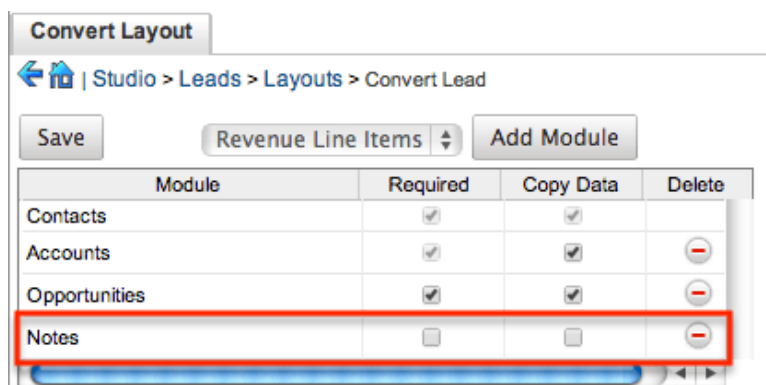 Convert Layout
| Studio > Leads > Layouts > Convert Lead
Save Revenue Line Items Add Module
Module Required Copy Data Delete
Contacts
Accounts
Opportunities
Notes